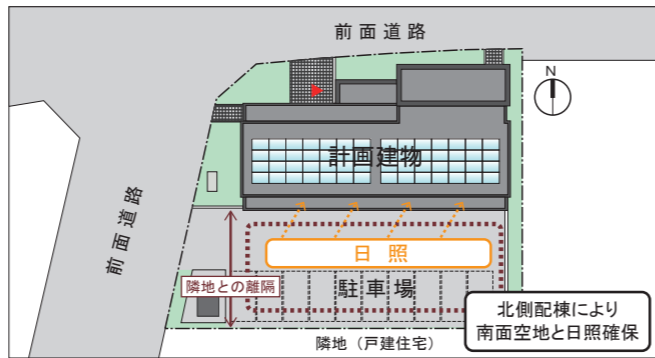 前面道路
N
計画建物
前面道路
日照
隣地との離隔
駐車場
北側配棟により
南面空地と日照確保
隣地（戸建住宅）